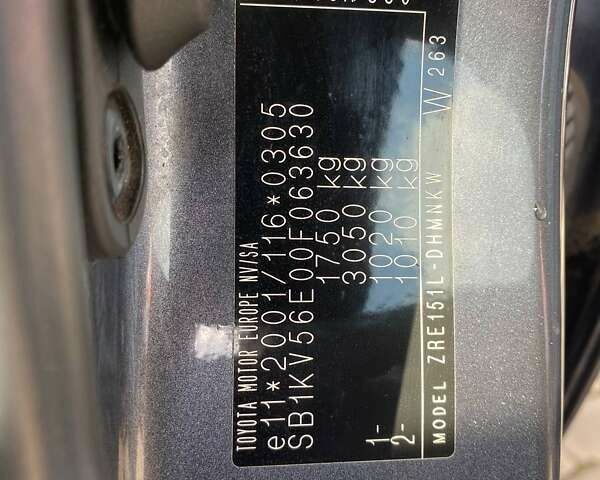 TOYOTA MOTOR EUROPE NV/SA
e11*2001/116*0305
SB1KV56E00F063630
1750 kg
3050 kg
1- 1020 kg
2- 1010 kg
MODEL ZRE151L-DHMNKW W 263